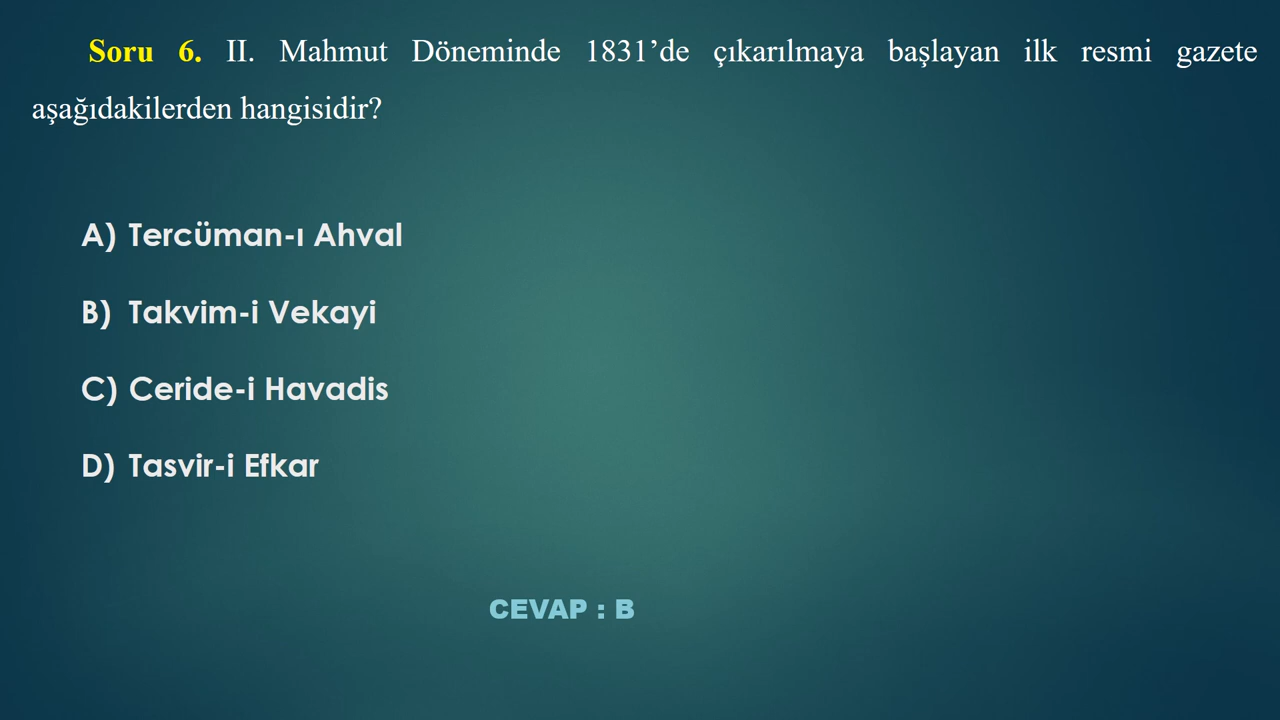 Soru 6. II. Mahmut Döneminde 1831’de çıkarılmaya başlayan ilk resmi gazete
aşağıdakilerden hangisidir?
A) Tercüman-ı Ahval
B) Takvim-i Vekayi
C) Ceride-i Havadis
D) Tasvir-i Efkar
CEVAP : B